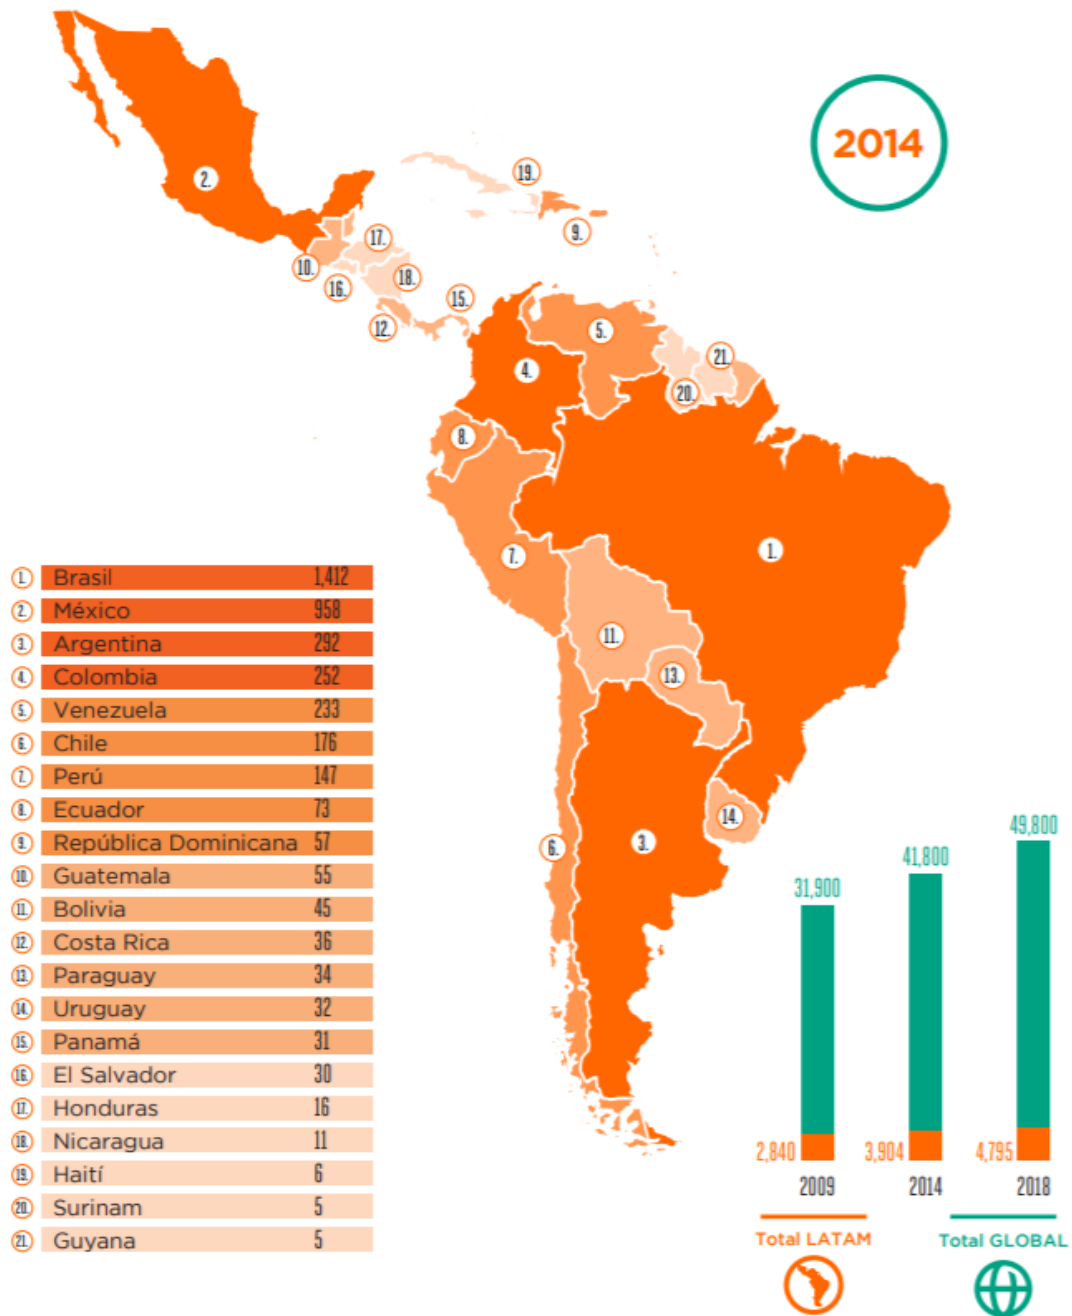 2014
2.
19.
9.
17.
10.
18.
16.
15.
12.
5.
21.
4.
20.
8.
1.
7.
11.
13.
14.
6.
3.
1. Brasil 1,412
2. México 958
3. Argentina 292
4. Colombia 252
5. Venezuela 233
6. Chile 176
7. Perú 147
8. Ecuador 73
9. República Dominicana 57
10. Guatemala 55
11. Bolivia 45
12. Costa Rica 36
13. Paraguay 34
14. Uruguay 32
15. Panamá 31
16. El Salvador 30
17. Honduras 16
18. Nicaragua 11
19. Haití 6
20. Surinam 5
21. Guyana 5
31,900 41,800 49,800
2,840 3,904 4,795
2009 2014 2018
Total LATAM Total GLOBAL